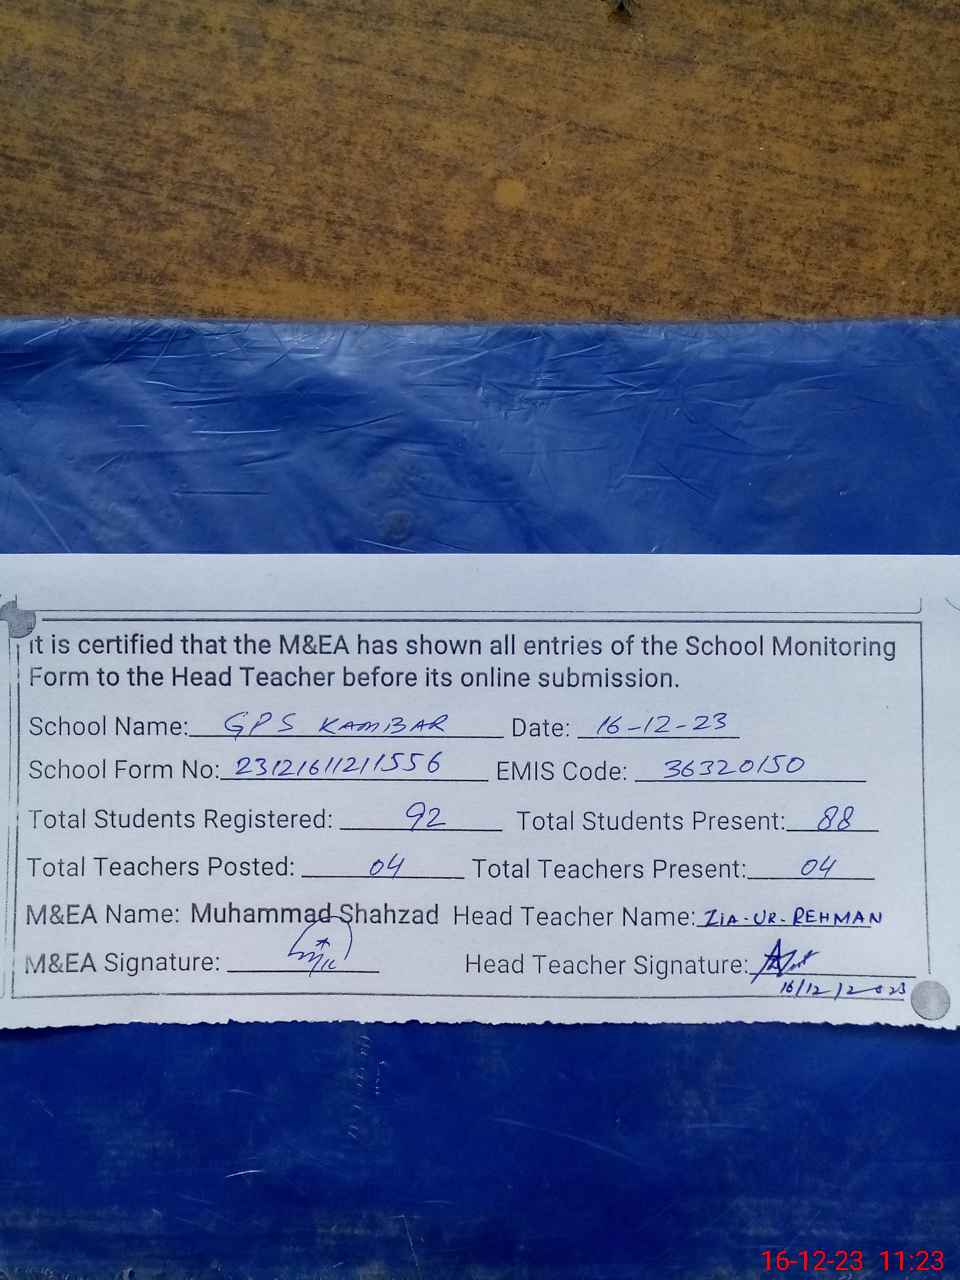 It is certified that the M&EA has shown all entries of the School Monitoring
Form to the Head Teacher before its online submission.
School Name: GPS KAMBAR Date: 16-12-23
School Form No: 23121611211556 EMIS Code: 36320150
Total Students Registered: 92 Total Students Present: 88
Total Teachers Posted: 04 Total Teachers Present: 04
M&EA Name: Muhammad Shahzad Head Teacher Name: ZIA-UR-REHMAN
M&EA Signature: Head Teacher Signature:
16/12/2023
16-12-23 11:23